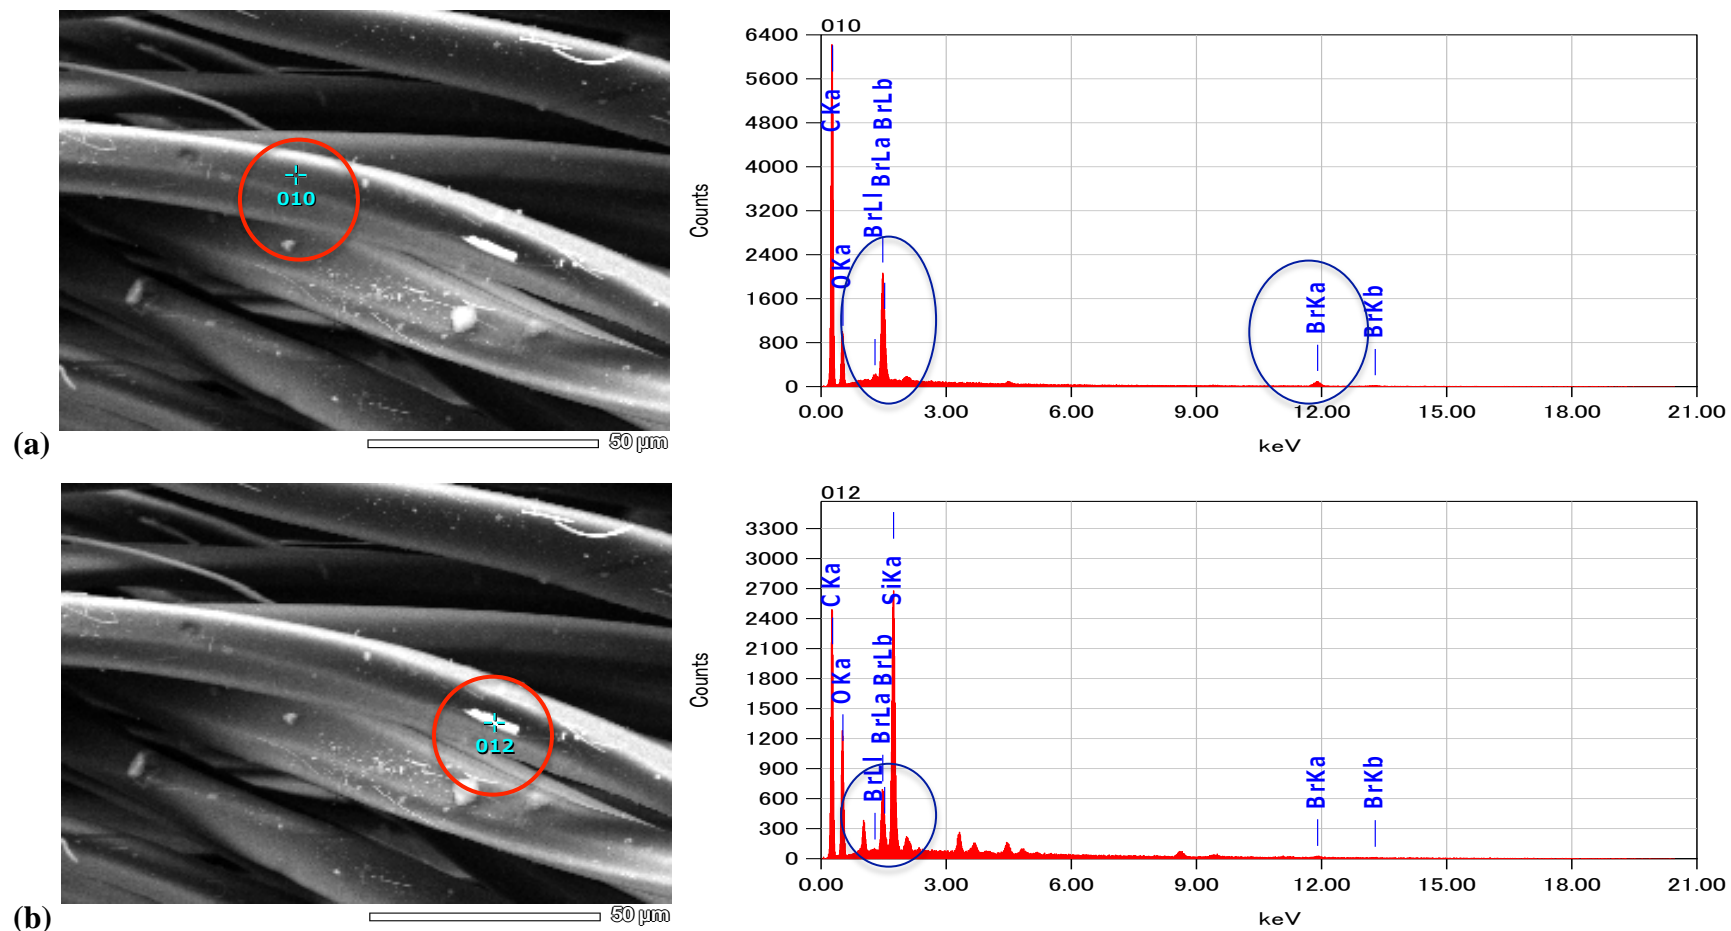 (a)
010
50 µm
010
6400
5600
4800
4000
3200
2400
1600
800
0
Counts
CKa
OKa
BrLl
BrLa
BrLb
BrKa
BrKb
0.00 3.00 6.00 9.00 12.00 15.00 18.00 21.00
keV
(b)
012
50 µm
012
3300
3000
2700
2400
2100
1800
1500
1200
900
600
300
0
Counts
CKa
OKa
BrLl
BrLa
BrLb
SiKa
BrKa
BrKb
0.00 3.00 6.00 9.00 12.00 15.00 18.00 21.00
keV